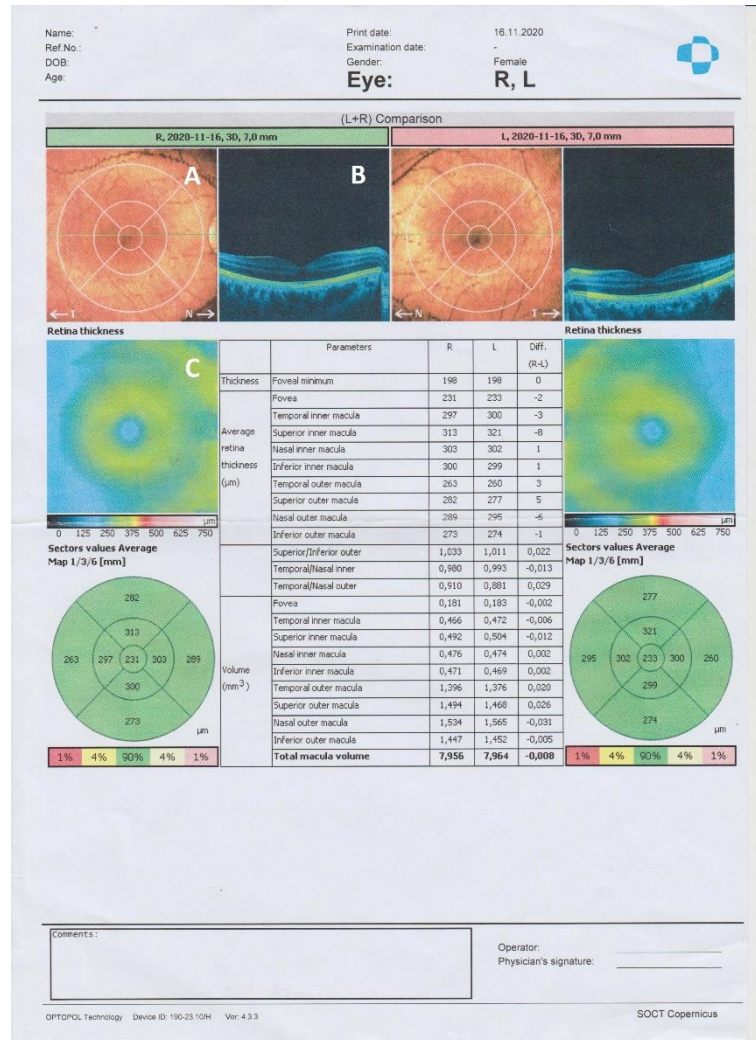 Name: Print date: 16.11.2020
Ref.No.: Examination date: -
DOB: Gender: Female
Age: Eye: R, L
(L+R) Comparison
R, 2020-11-16, 3D, 7,0 mm L, 2020-11-16, 3D, 7,0 mm
A B
←T N→ ←N T→
Retina thickness Retina thickness
C
Parameters R L Diff. (R-L)
Thickness Foveal minimum 198 198 0
Average retina thickness (µm)
Fovea 231 233 -2
Temporal inner macula 297 300 -3
Superior inner macula 313 321 -8
Nasal inner macula 303 302 1
Inferior inner macula 300 299 1
Temporal outer macula 263 260 3
Superior outer macula 282 277 5
Nasal outer macula 289 295 -6
Inferior outer macula 273 274 -1
Superior/Inferior outer 1,033 1,011 0,022
Temporal/Nasal inner 0,980 0,993 -0,013
Temporal/Nasal outer 0,910 0,881 0,029
Volume (mm3)
Fovea 0,181 0,183 -0,002
Temporal inner macula 0,466 0,472 -0,006
Superior inner macula 0,492 0,504 -0,012
Nasal inner macula 0,476 0,474 0,002
Inferior inner macula 0,471 0,469 0,002
Temporal outer macula 1,396 1,376 0,020
Superior outer macula 1,494 1,468 0,026
Nasal outer macula 1,534 1,565 -0,031
Inferior outer macula 1,447 1,452 -0,005
Total macula volume 7,956 7,964 -0,008
µm
0 125 250 375 500 625 750
Sectors values Average
Map 1/3/6 [mm]
282
313
263 297 231 303 289
300
273
µm
1% 4% 90% 4% 1%
µm
0 125 250 375 500 625 750
Sectors values Average
Map 1/3/6 [mm]
277
321
295 302 233 300 260
299
274
µm
1% 4% 90% 4% 1%
Comments:
Operator:
Physician's signature:
OPTOPOL Technology Device ID: 190-23 10/H Ver: 4.3.3 SOCT Copernicus